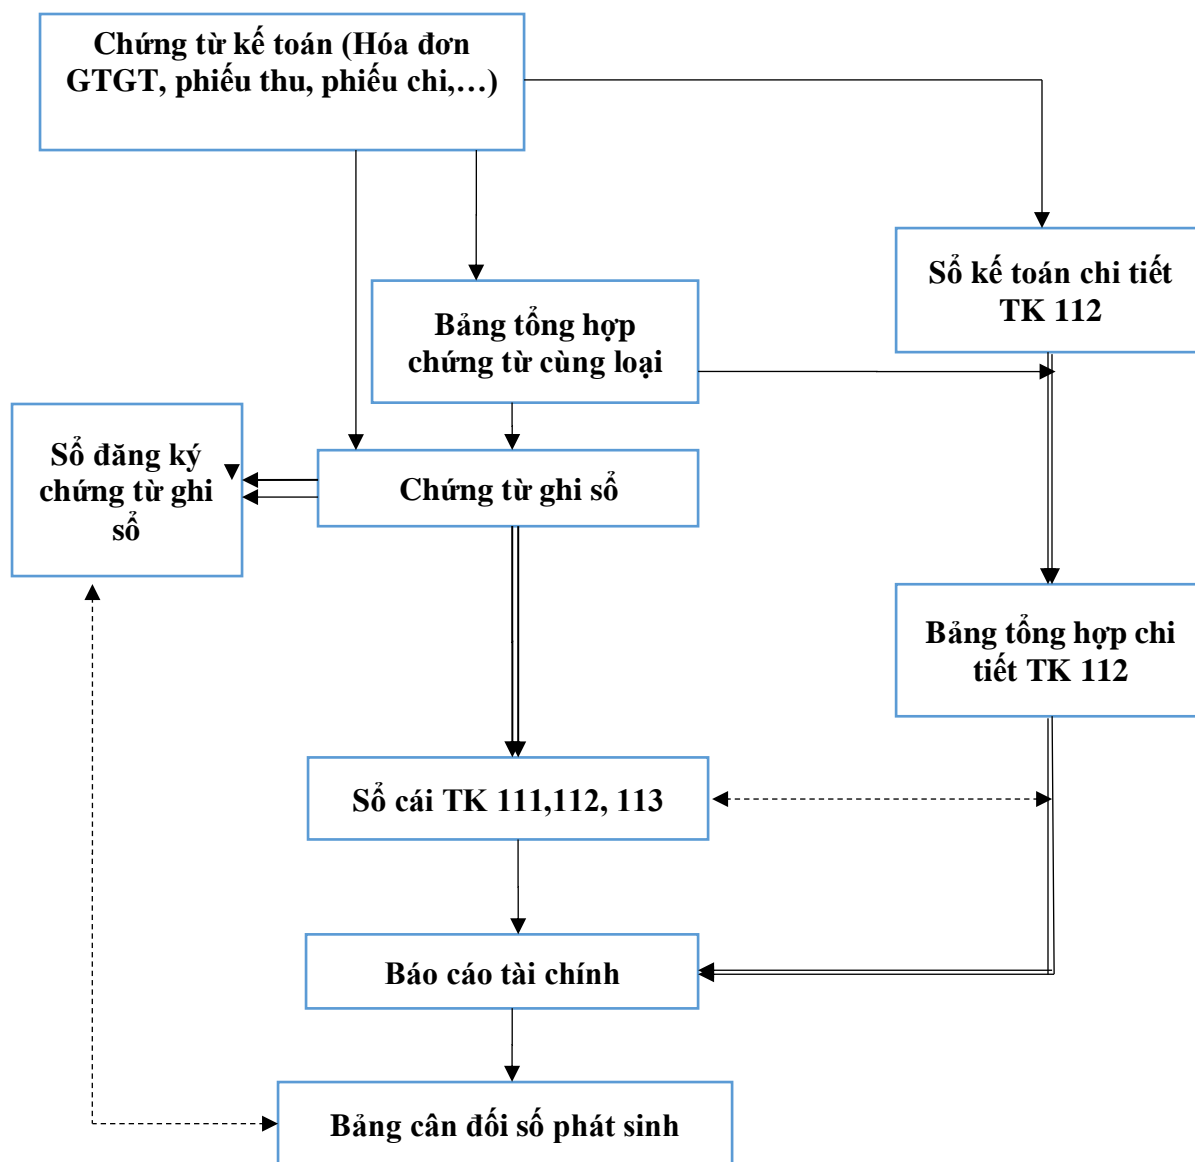 Chứng từ kế toán (Hóa đơn
GTGT, phiếu thu, phiếu chi,…)
Sổ kế toán chi tiết
TK 112
Bảng tổng hợp
chứng từ cùng loại
Sổ đăng ký
chứng từ ghi
sổ
Chứng từ ghi sổ
Bảng tổng hợp chi
tiết TK 112
Sổ cái TK 111,112, 113
Báo cáo tài chính
Bảng cân đối số phát sinh